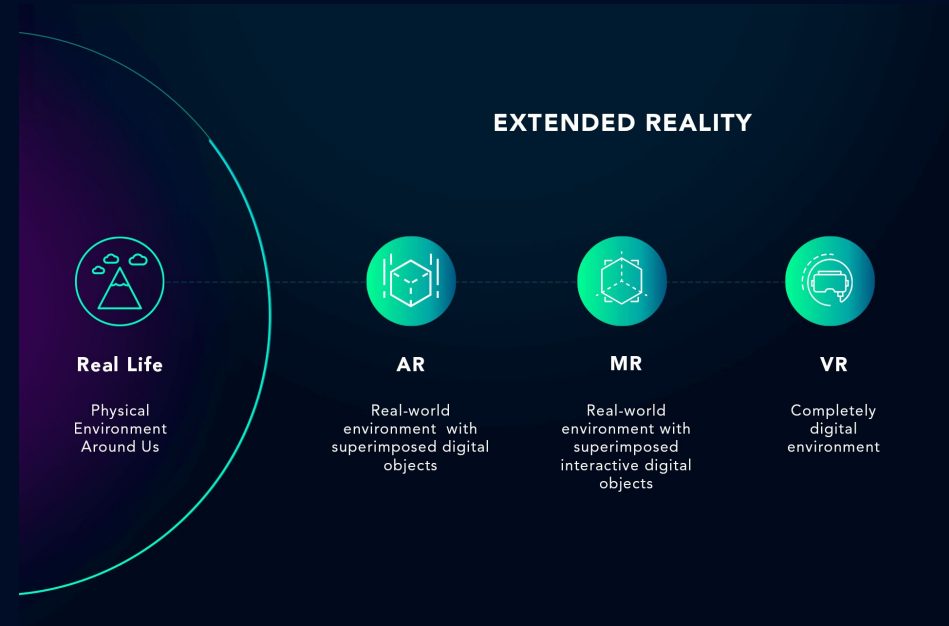 EXTENDED REALITY
Real Life
Physical
Environment
Around Us
AR
Real-world
environment with
superimposed digital
objects
MR
Real-world
environment with
superimposed
interactive digital
objects
VR
Completely
digital
environment